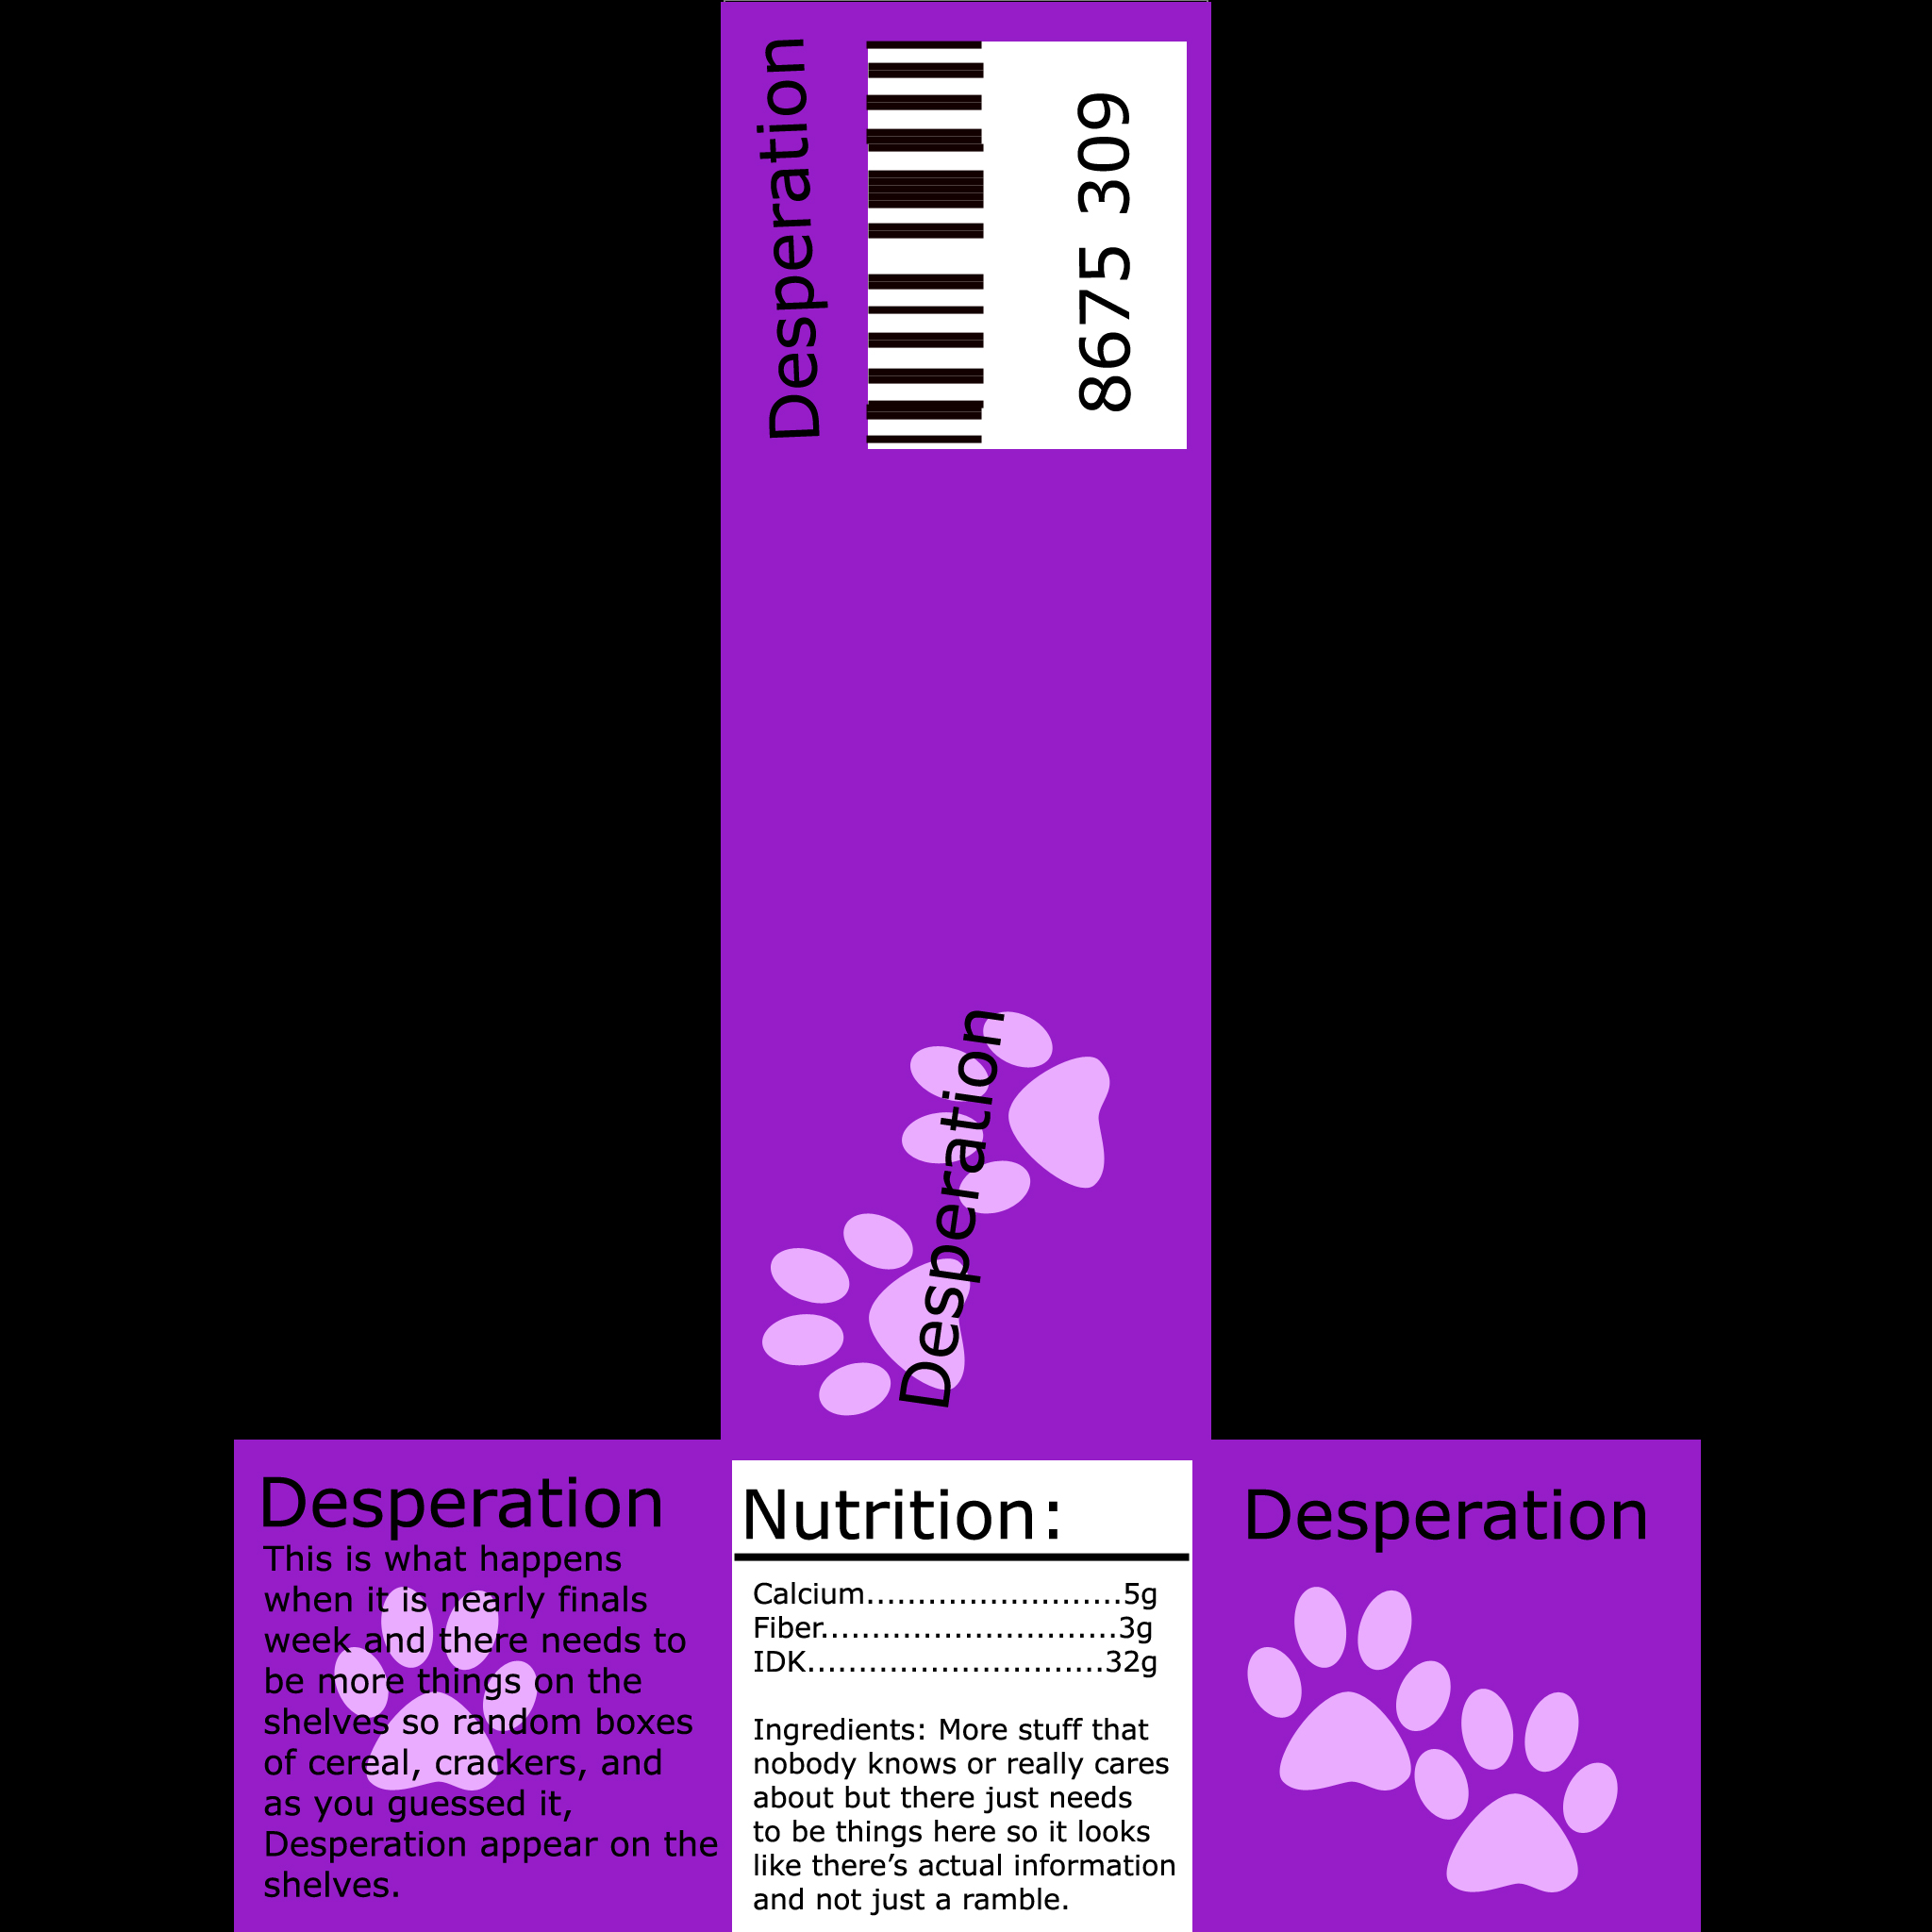 Desperation
8675 309
Desperation
Desperation
This is what happens
when it is nearly finals
week and there needs to
be more things on the
shelves so random boxes
of cereal, crackers, and
as you guessed it,
Desperation appear on the
shelves.
Nutrition:
Calcium.........................5g
Fiber.............................3g
IDK.............................32g
Ingredients: More stuff that
nobody knows or really cares
about but there just needs
to be things here so it looks
like there’s actual information
and not just a ramble.
Desperation